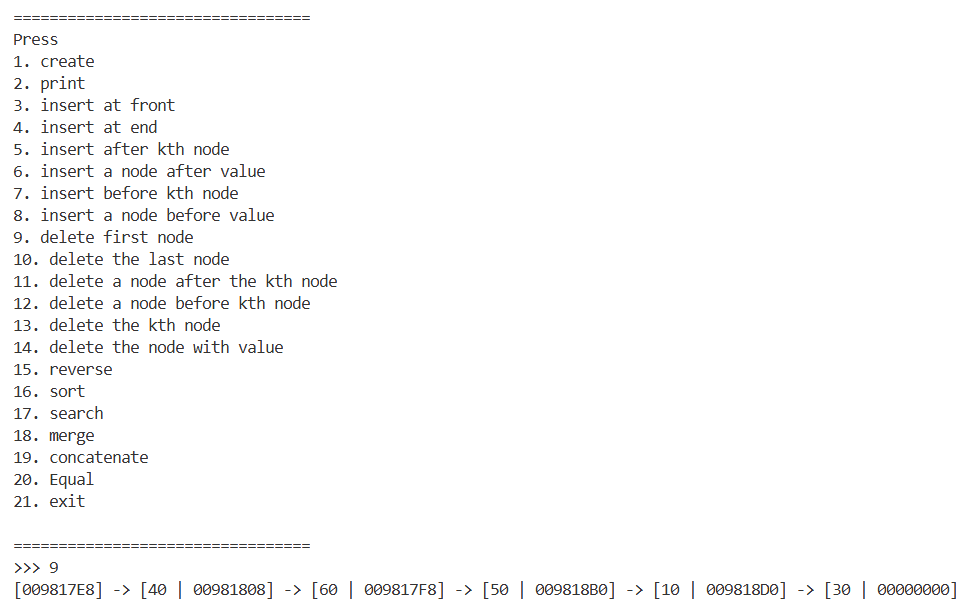 =================================
Press
1. create
2. print
3. insert at front
4. insert at end
5. insert after kth node
6. insert a node after value
7. insert before kth node
8. insert a node before value
9. delete first node
10. delete the last node
11. delete a node after the kth node
12. delete a node before kth node
13. delete the kth node
14. delete the node with value
15. reverse
16. sort
17. search
18. merge
19. concatenate
20. Equal
21. exit
=================================
>>> 9
[009817E8] -> [40 | 00981808] -> [60 | 009817F8] -> [50 | 009818B0] -> [10 | 009818D0] -> [30 | 00000000]